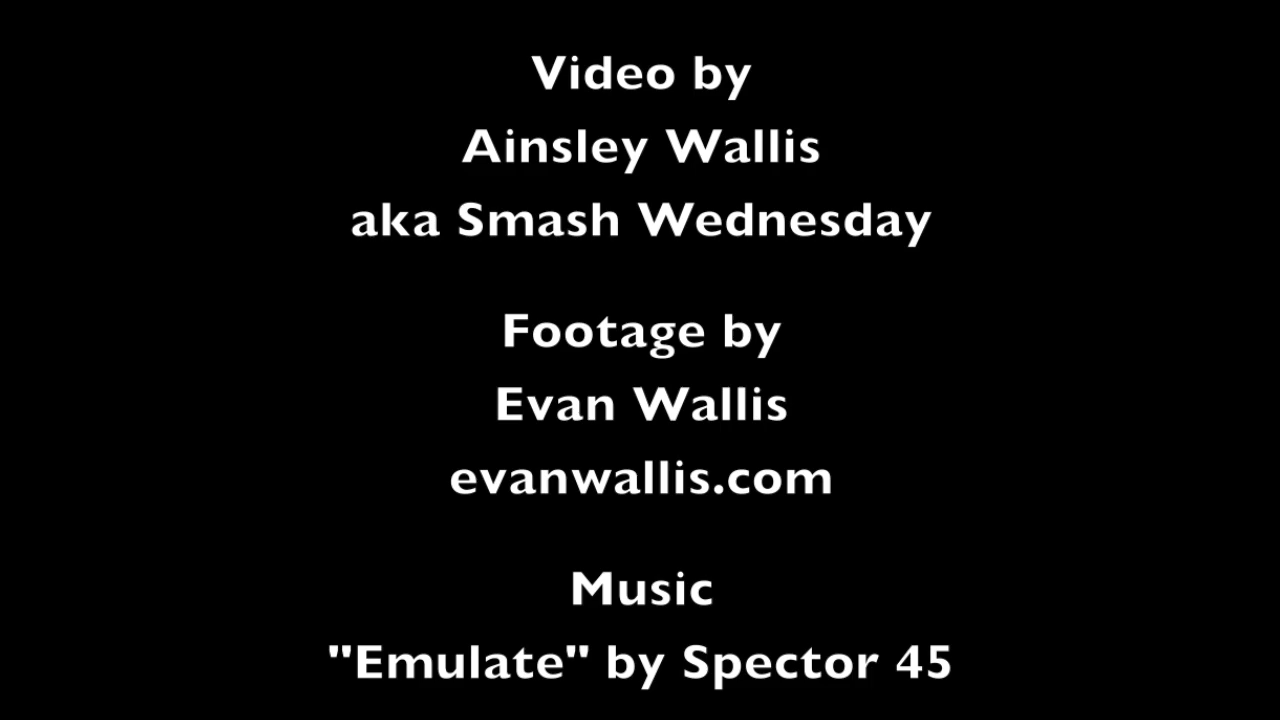 Video by
Ainsley Wallis
aka Smash Wednesday
Footage by
Evan Wallis
evanwallis.com
Music
"Emulate" by Spector 45